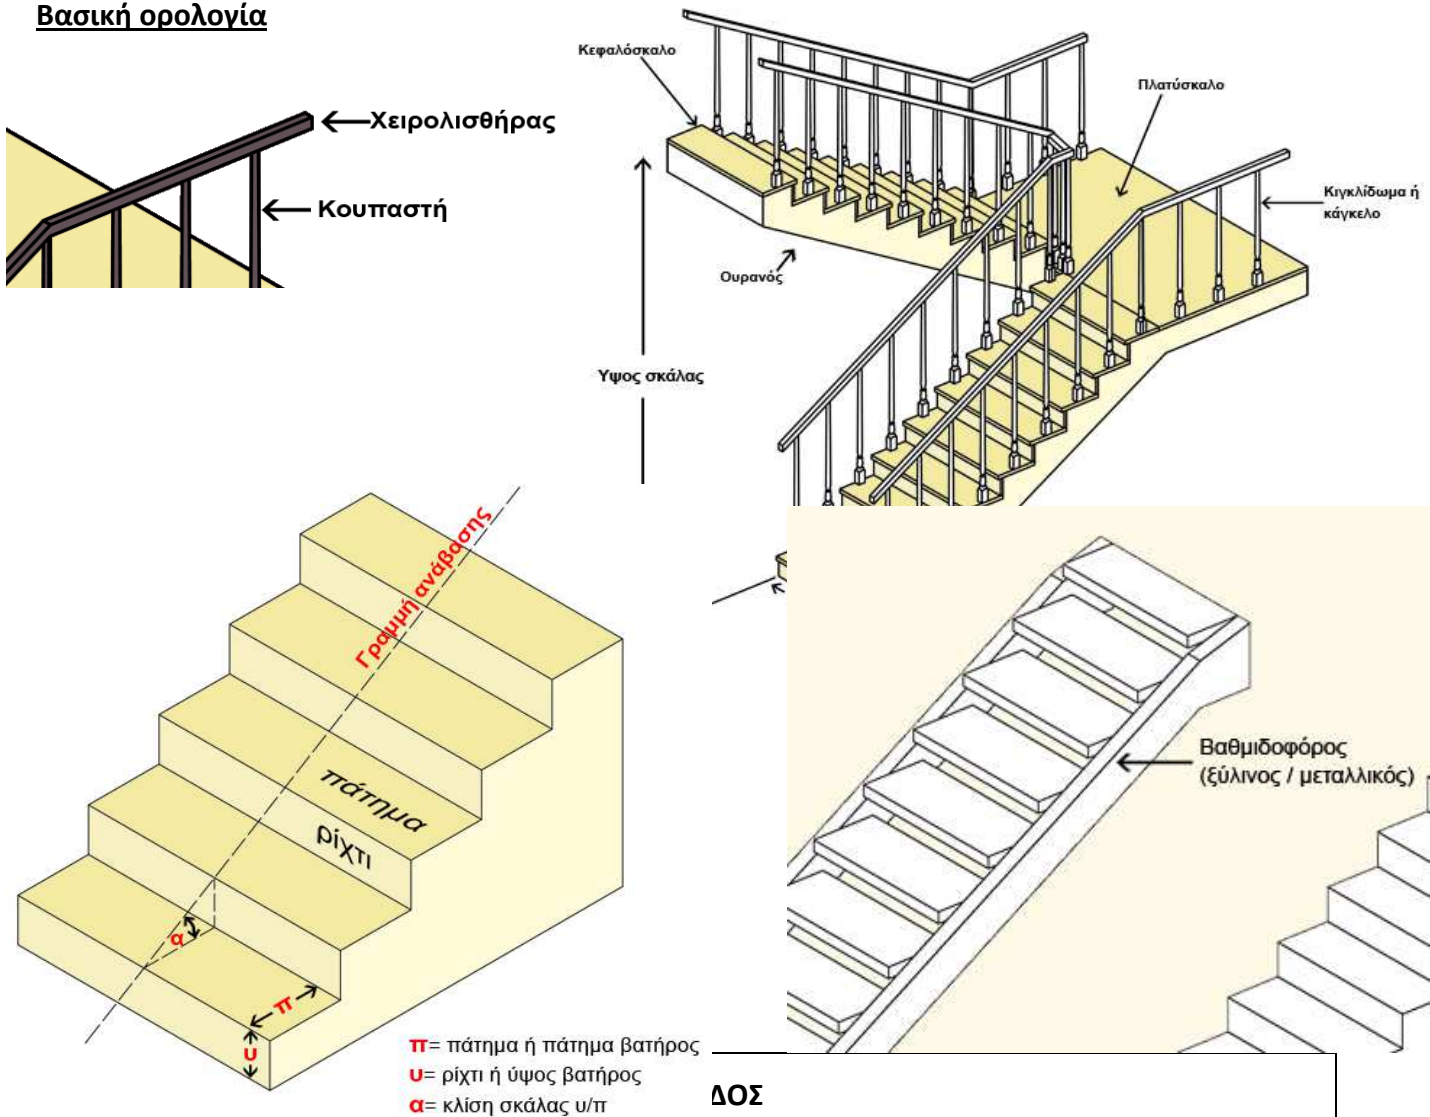 Βασική ορολογία
Κεφαλόσκαλο
Πλατύσκαλο
Χειρολισθήρας
Κουπαστή
Κιγκλίδωμα ή
κάγκελο
Ουρανός
Υψος σκάλας
Γραμμή ανάβασης
πάτημα
ρίχτι
Βαθμιδοφόρος
(ξύλινος / μεταλλικός)
α
π
υ
π= πάτημα ή πάτημα βατήρος
υ= ρίχτι ή ύψος βατήρος
α= κλίση σκάλας υ/π
ΔΟΣ